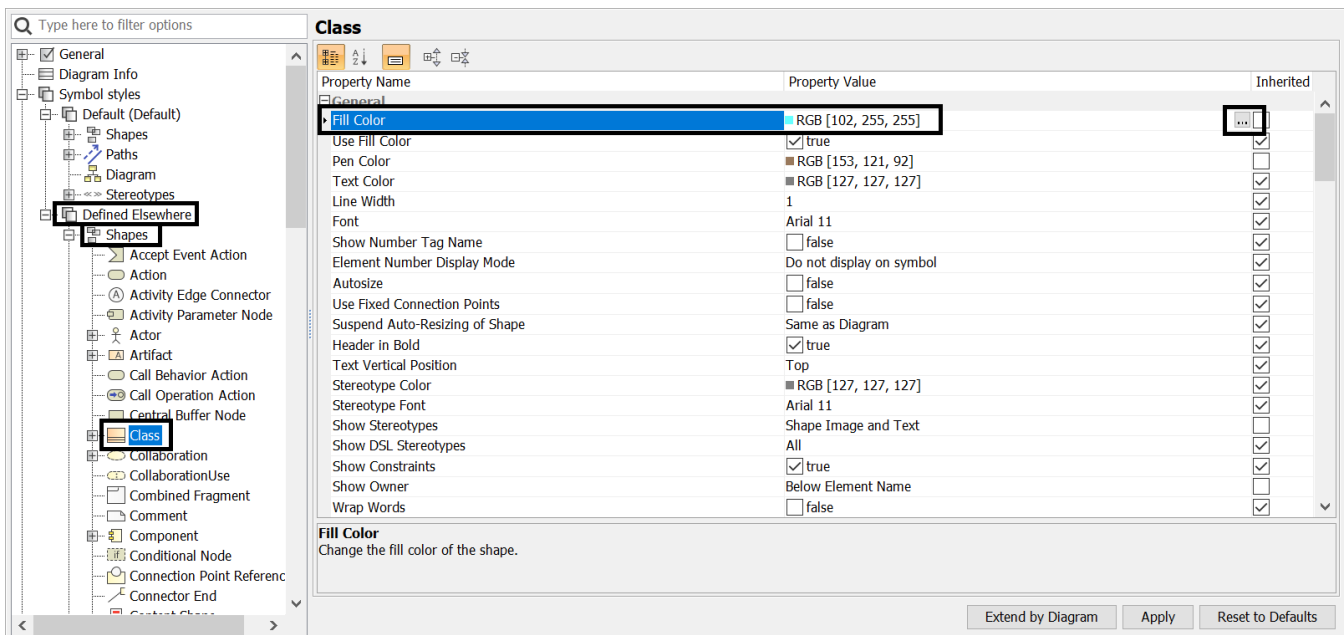 Type here to filter options
General
Diagram Info
Symbol styles
Default (Default)
Shapes
Paths
Diagram
«» Stereotypes
Defined Elsewhere
Shapes
Accept Event Action
Action
A Activity Edge Connector
Activity Parameter Node
Actor
A Artifact
Call Behavior Action
Call Operation Action
Central Buffer Node
Class
Collaboration
CollaborationUse
Combined Fragment
Comment
Component
if Conditional Node
Connection Point Referenc
Connector End
Content Shape
Class
Property Name Property Value Inherited
General
Fill Color RGB [102, 255, 255] ...
Use Fill Color true
Pen Color RGB [153, 121, 92]
Text Color RGB [127, 127, 127]
Line Width 1
Font Arial 11
Show Number Tag Name false
Element Number Display Mode Do not display on symbol
Autosize false
Use Fixed Connection Points false
Suspend Auto-Resizing of Shape Same as Diagram
Header in Bold true
Text Vertical Position Top
Stereotype Color RGB [127, 127, 127]
Stereotype Font Arial 11
Show Stereotypes Shape Image and Text
Show DSL Stereotypes All
Show Constraints true
Show Owner Below Element Name
Wrap Words false
Fill Color
Change the fill color of the shape.
Extend by Diagram Apply Reset to Defaults